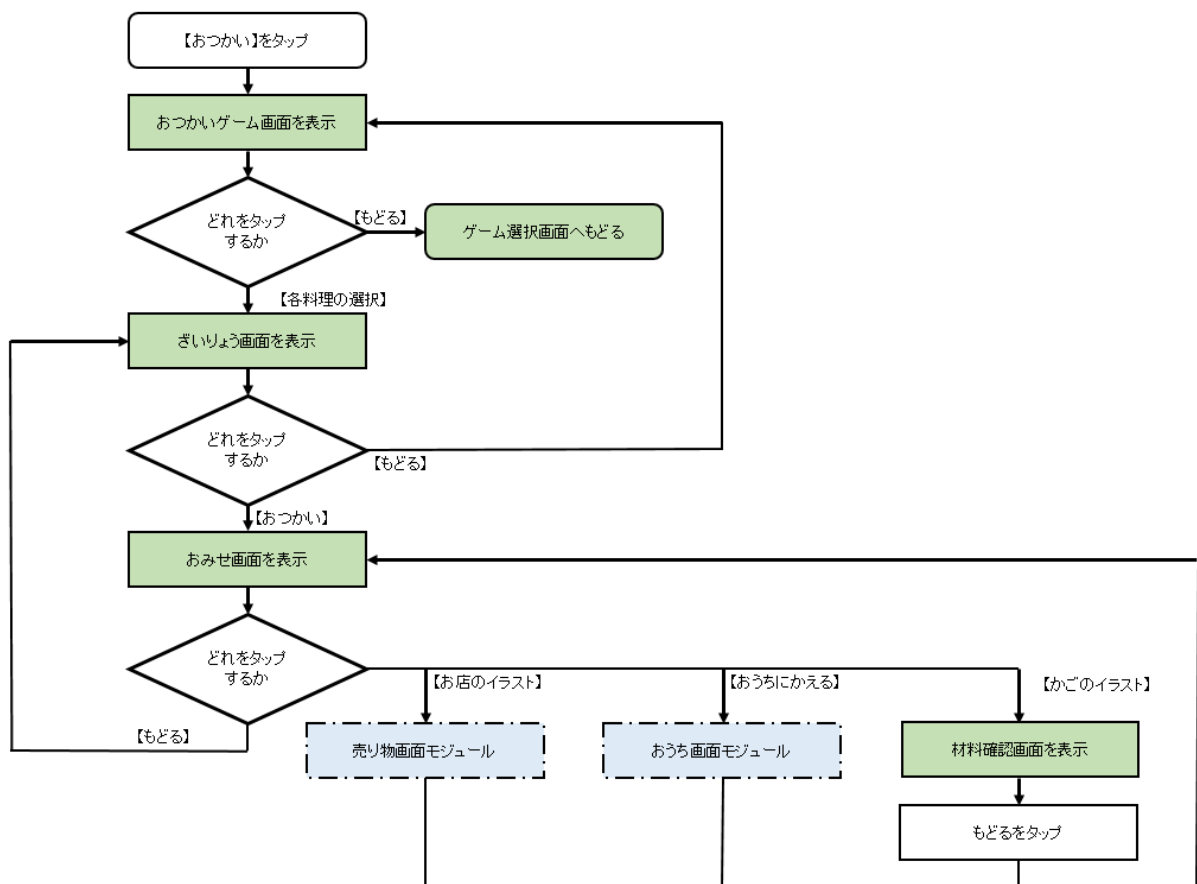 【おつかい】をタップ
おつかいゲーム画面を表示
どれをタップ
するか
【もどる】
ゲーム選択画面へもどる
【各料理の選択】
ざいりょう画面を表示
どれをタップ
するか
【もどる】
【おつかい】
おみせ画面を表示
どれをタップ
するか
【お店のイラスト】
【おうちにかえる】
【かごのイラスト】
【もどる】
売り物画面モジュール
おうち画面モジュール
材料確認画面を表示
もどるをタップ